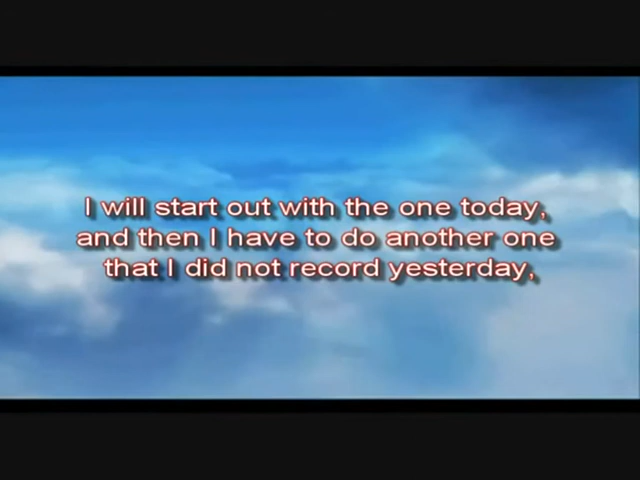 I will start out with the one today,
and then I have to do another one
that I did not record yesterday,